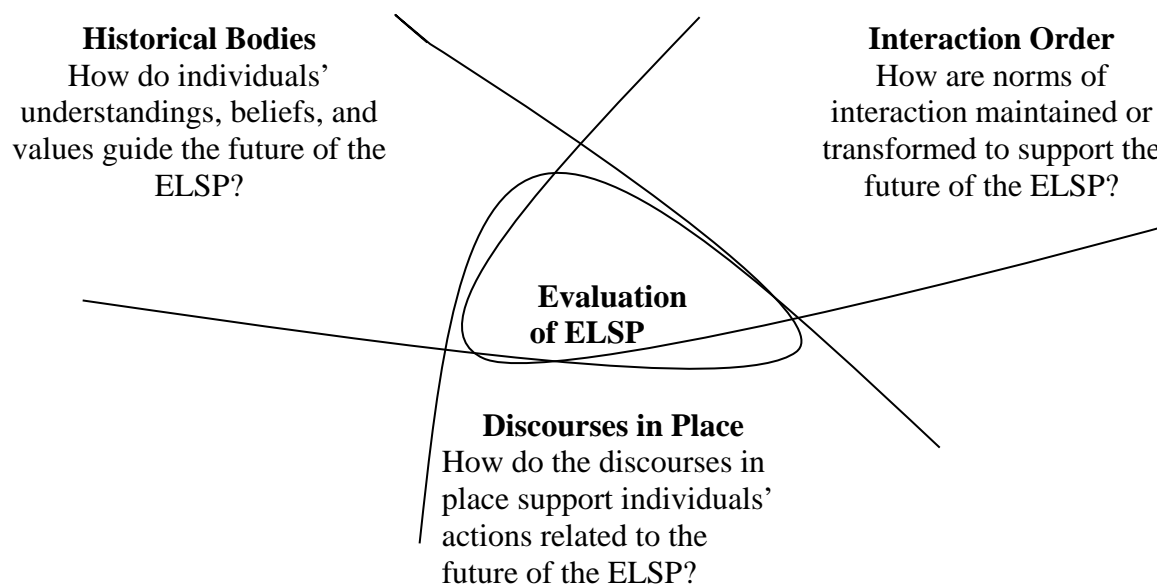 Historical Bodies
How do individuals’
understandings, beliefs, and
values guide the future of the
ELSP?
Interaction Order
How are norms of
interaction maintained or
transformed to support the
future of the ELSP?
Evaluation
of ELSP
Discourses in Place
How do the discourses in
place support individuals’
actions related to the
future of the ELSP?